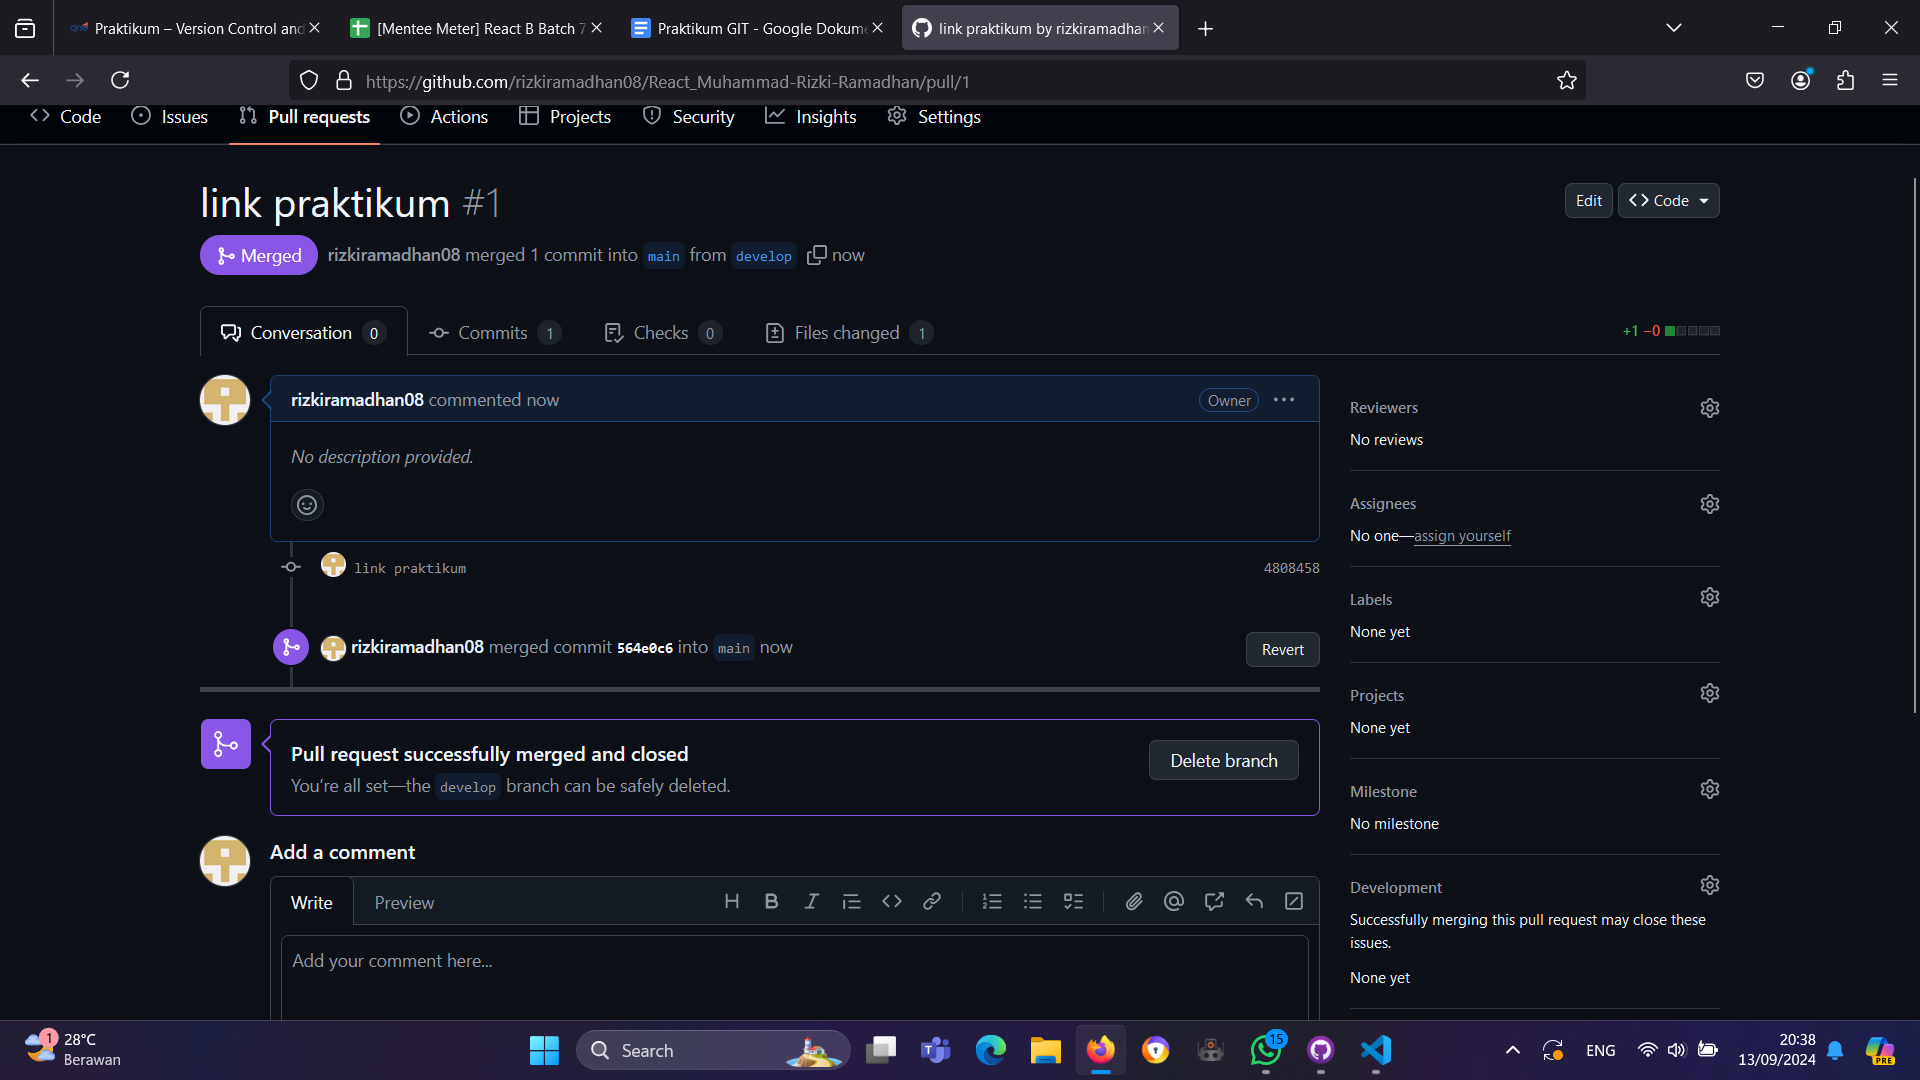 Praktikum – Version Control and
[Mentee Meter] React B Batch 7
Praktikum GIT - Google Dokume
link praktikum by rizkiramadhan
https://github.com/rizkiramadhan08/React_Muhammad-Rizki-Ramadhan/pull/1
Code
Issues
Pull requests
Actions
Projects
Security
Insights
Settings
link praktikum #1
Edit
Code
Merged
rizkiramadhan08 merged 1 commit into main from develop now
Conversation 0
Commits 1
Checks 0
Files changed 1
+1 −0
rizkiramadhan08 commented now
Owner
No description provided.
link praktikum
4808458
rizkiramadhan08 merged commit 564e0c6 into main now
Revert
Pull request successfully merged and closed
You’re all set—the develop branch can be safely deleted.
Delete branch
Add a comment
Write
Preview
Add your comment here...
Reviewers
No reviews
Assignees
No one—assign yourself
Labels
None yet
Projects
None yet
Milestone
No milestone
Development
Successfully merging this pull request may close these
issues.
None yet
1
28°C
Berawan
Search
15
ENG
20:38
13/09/2024
PRE